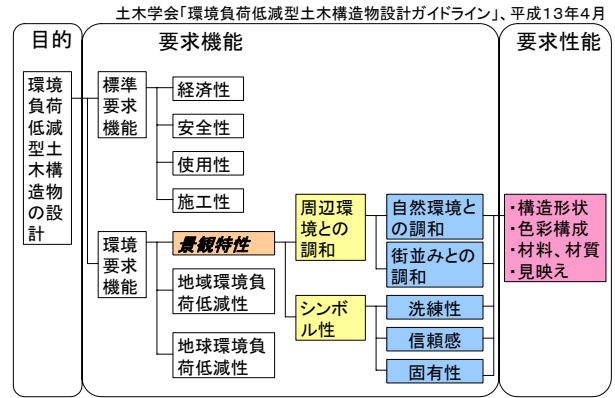 土木学会「環境負荷低減型土木構造物設計ガイドライン」、平成13年4月
目的
要求機能
要求性能
環境
負荷
低減
型土
木構
造物
の設
計
標準
要求
機能
経済性
安全性
使用性
施工性
環境
要求
機能
景観特性
地域環境負
荷低減性
地球環境負
荷低減性
周辺環
境との
調和
シンボ
ル性
自然環境と
の調和
街並みとの
調和
洗練性
信頼感
固有性
・構造形状
・色彩構成
・材料、材質
・見映え